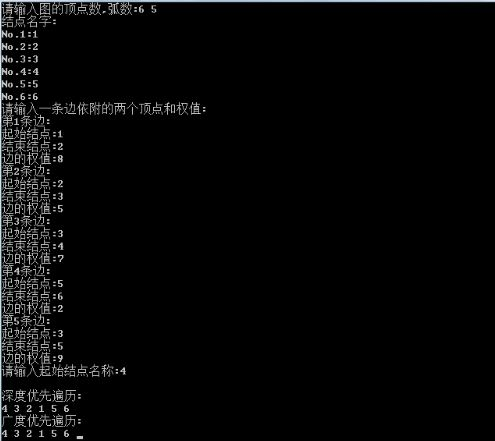 请输入图的顶点数,弧数:6 5
结点名字:
No.1:1
No.2:2
No.3:3
No.4:4
No.5:5
No.6:6
请输入一条边依附的两个顶点和权值:
第1条边:
起始结点:1
结束结点:2
边的权值:8
第2条边:
起始结点:2
结束结点:3
边的权值:5
第3条边:
起始结点:3
结束结点:4
边的权值:7
第4条边:
起始结点:5
结束结点:6
边的权值:2
第5条边:
起始结点:3
结束结点:5
边的权值:9
请输入起始结点名称:4
深度优先遍历:
4 3 2 1 5 6
广度优先遍历:
4 3 2 1 5 6